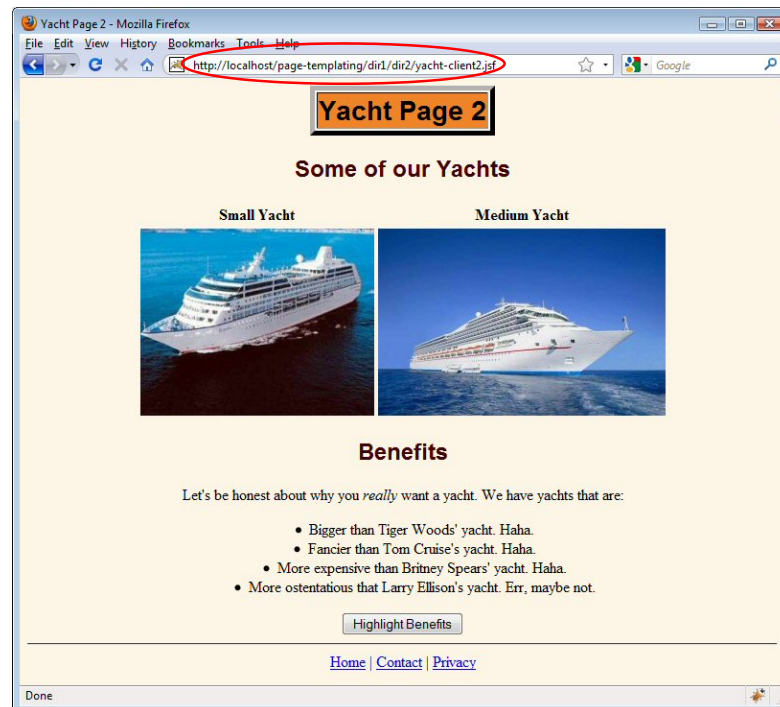 Yacht Page 2 - Mozilla Firefox
File Edit View History Bookmarks Tools Help
http://localhost/page-templating/dir1/dir2/yacht-client2.jsf
Google
Yacht Page 2
Some of our Yachts
Small Yacht Medium Yacht
Benefits
Let's be honest about why you really want a yacht. We have yachts that are:
• Bigger than Tiger Woods' yacht. Haha.
• Fancier than Tom Cruise's yacht. Haha.
• More expensive than Britney Spears' yacht. Haha.
• More ostentatious that Larry Ellison's yacht. Err, maybe not.
Highlight Benefits
Home | Contact | Privacy
Done